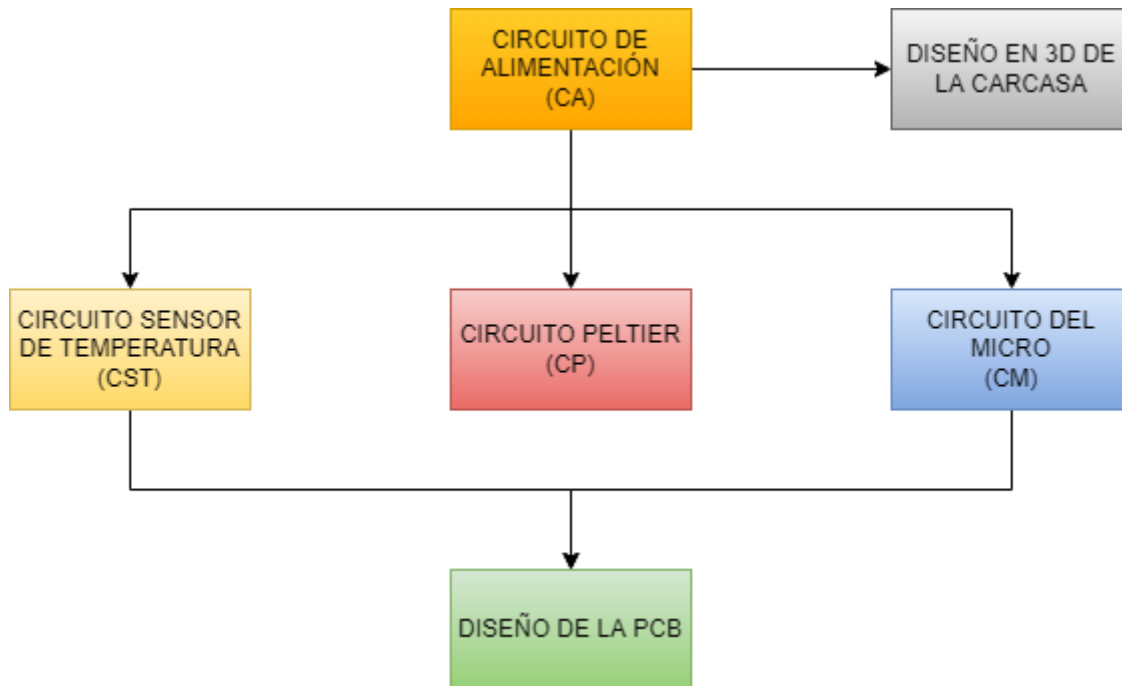 CIRCUITO DE
ALIMENTACIÓN
(CA)
DISEÑO EN 3D DE
LA CARCASA
CIRCUITO SENSOR
DE TEMPERATURA
(CST)
CIRCUITO PELTIER
(CP)
CIRCUITO DEL
MICRO
(CM)
DISEÑO DE LA PCB